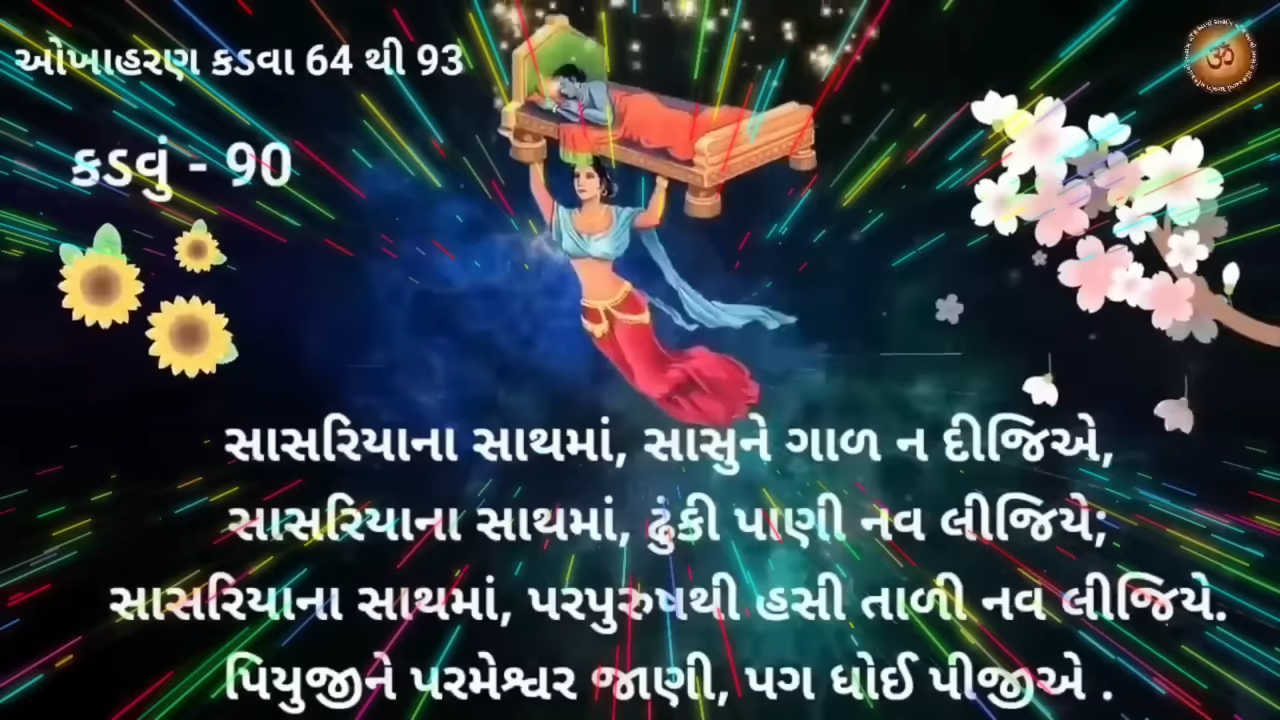 ઓખાહરણ કડવા 64 થી 93
કડવું - 90
ૐ
સાસરિયાના સાથમાં, સાસુને ગાળ ન દીજિએ,
સાસરિયાના સાથમાં, ઢુંકી પાણી નવ લીજિયે;
સાસરિયાના સાથમાં, પરપુરુષથી હસી તાળી નવ લીજિયે.
પિયુજીને પરમેશ્વર જાણી, પગ ધોઈ પીજીએ .